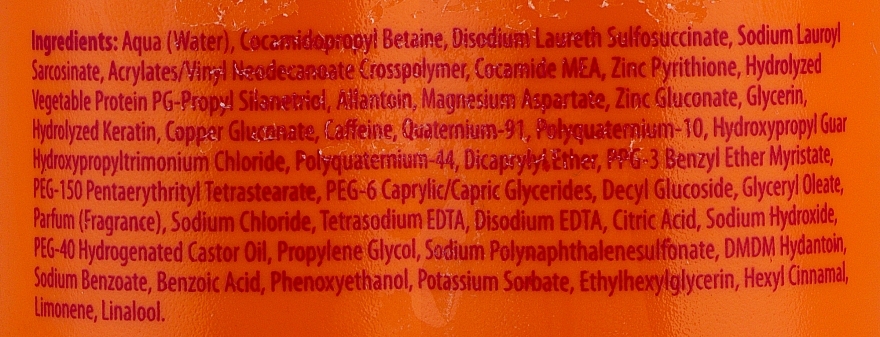 Ingredients: Aqua (Water), Cocamidopropyl Betaine, Disodium Laureth Sulfosuccinate, Sodium Lauroyl
Sarcosinate, Acrylates/Vinyl Neodecanoate Crosspolymer, Cocamide MEA, Zinc Pyrithione, Hydrolyzed
Vegetable Protein PG-Propyl Silanetriol, Allantoin, Magnesium Aspartate, Zinc Gluconate, Glycerin,
Hydrolyzed Keratin, Copper Gluconate, Caffeine, Quaternium-91, Polyquaternium-10, Hydroxypropyl Guar
Hydroxypropyltrimonium Chloride, Polyquaternium-44, Dicaprylyl Ether, PPG-3 Benzyl Ether Myristate,
PEG-150 Pentaerythrityl Tetrastearate, PEG-6 Caprylic/Capric Glycerides, Decyl Glucoside, Glyceryl Oleate,
Parfum (Fragrance), Sodium Chloride, Tetrasodium EDTA, Disodium EDTA, Citric Acid, Sodium Hydroxide,
PEG-40 Hydrogenated Castor Oil, Propylene Glycol, Sodium Polynaphthalenesulfonate, DMDM Hydantoin,
Sodium Benzoate, Benzoic Acid, Phenoxyethanol, Potassium Sorbate, Ethylhexylglycerin, Hexyl Cinnamal,
Limonene, Linalool.